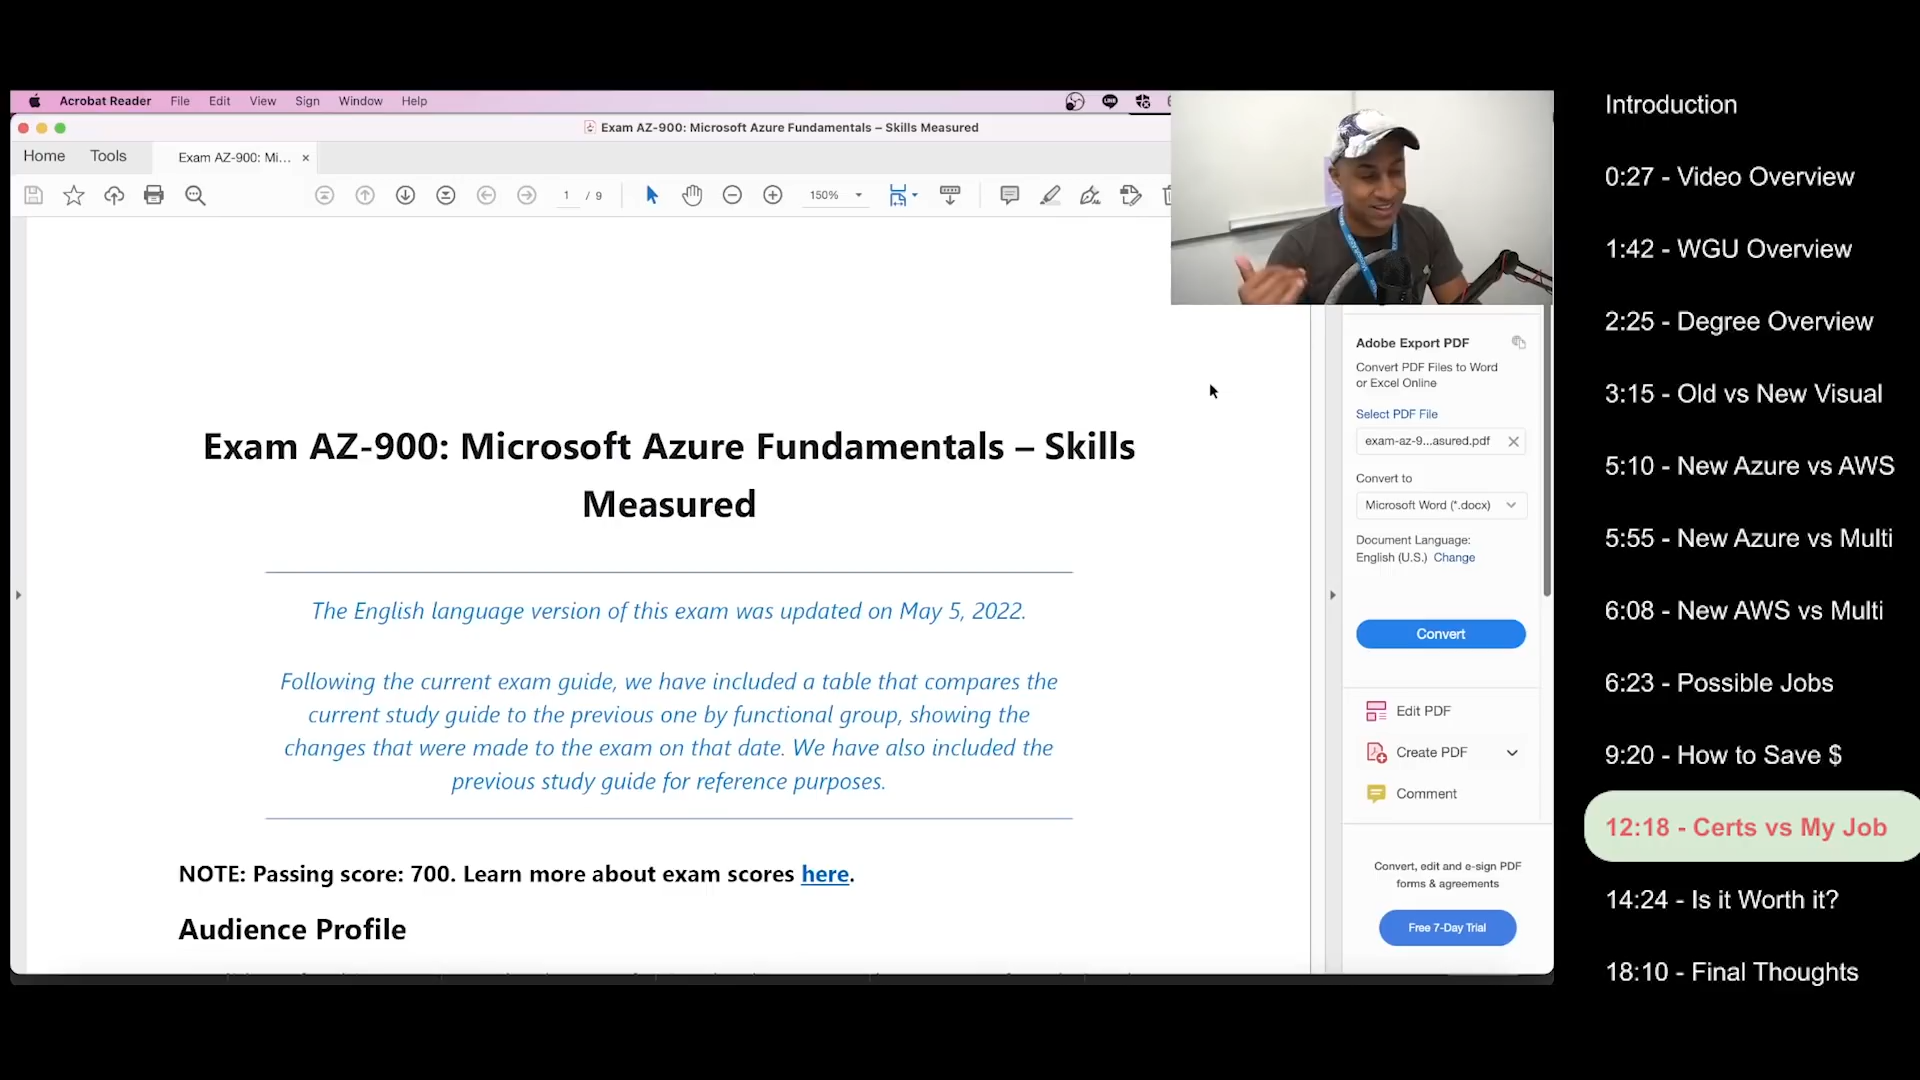 Acrobat Reader File Edit View Sign Window Help
Exam AZ-900: Microsoft Azure Fundamentals – Skills Measured
Home Tools Exam AZ-900: Mi... ×
1 / 9 150%
Exam AZ-900: Microsoft Azure Fundamentals – Skills
Measured
The English language version of this exam was updated on May 5, 2022.
Following the current exam guide, we have included a table that compares the
current study guide to the previous one by functional group, showing the
changes that were made to the exam on that date. We have also included the
previous study guide for reference purposes.
NOTE: Passing score: 700. Learn more about exam scores here.
Audience Profile
Adobe Export PDF
Convert PDF Files to Word
or Excel Online
Select PDF File
exam-az-9...asured.pdf
Convert to
Microsoft Word (*.docx)
Document Language:
English (U.S.) Change
Convert
Edit PDF
Create PDF
Comment
Convert, edit and e-sign PDF
forms & agreements
Free 7-Day Trial
Introduction
0:27 - Video Overview
1:42 - WGU Overview
2:25 - Degree Overview
3:15 - Old vs New Visual
5:10 - New Azure vs AWS
5:55 - New Azure vs Multi
6:08 - New AWS vs Multi
6:23 - Possible Jobs
9:20 - How to Save $
12:18 - Certs vs My Job
14:24 - Is it Worth it?
18:10 - Final Thoughts